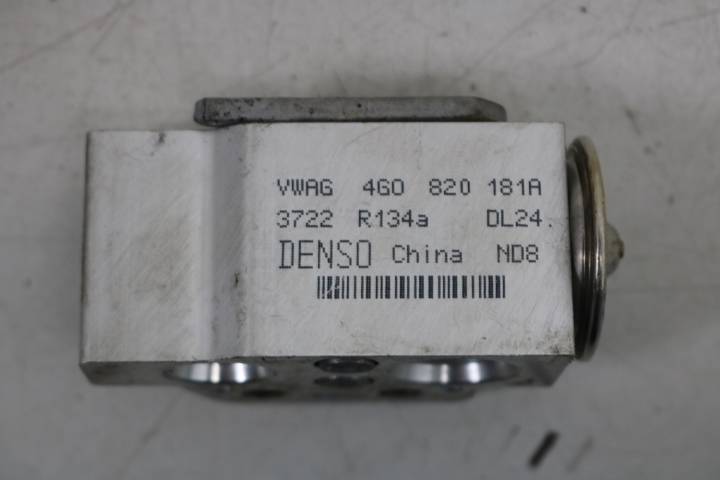 VWAG 4G0 820 181A
3722 R134a DL24.
DENSO China ND8